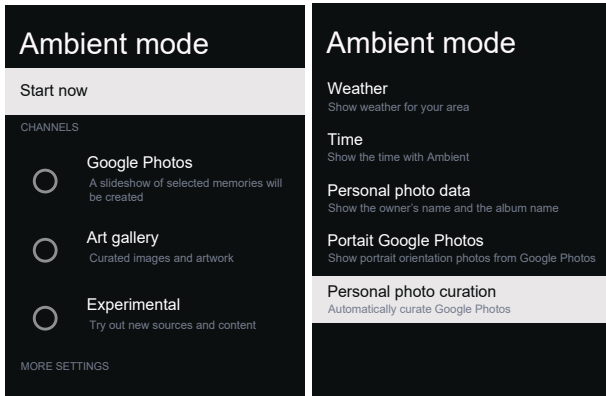 Ambient mode
Start now
CHANNELS
Google Photos
A slideshow of selected memories will
be created
Art gallery
Curated images and artwork
Experimental
Try out new sources and content
MORE SETTINGS
Ambient mode
Weather
Show weather for your area
Time
Show the time with Ambient
Personal photo data
Show the owner's name and the album name
Portait Google Photos
Show portrait orientation photos from Google Photos
Personal photo curation
Automatically curate Google Photos